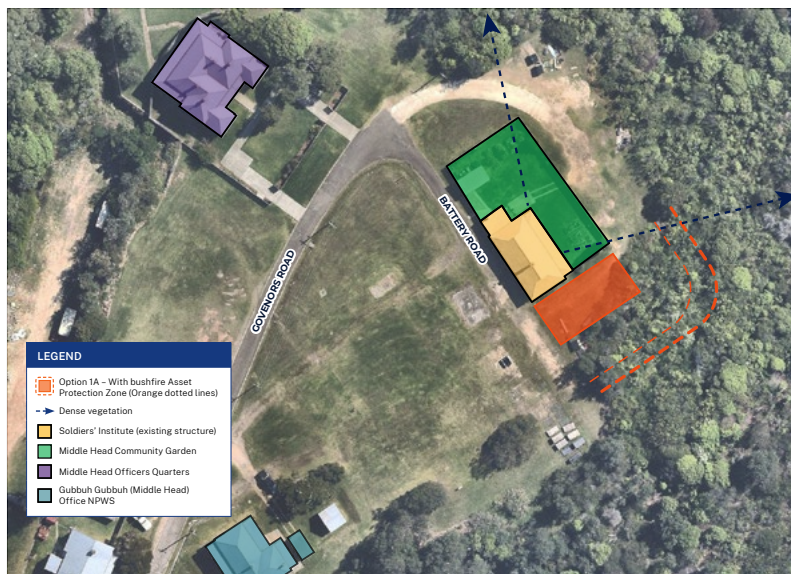 BATTERY ROAD
GOVENORS ROAD
LEGEND
Option 1A – With bushfire Asset
Protection Zone (Orange dotted lines)
Dense vegetation
Soldiers' Institute (existing structure)
Middle Head Community Garden
Middle Head Officers Quarters
Gubbuh Gubbuh (Middle Head)
Office NPWS